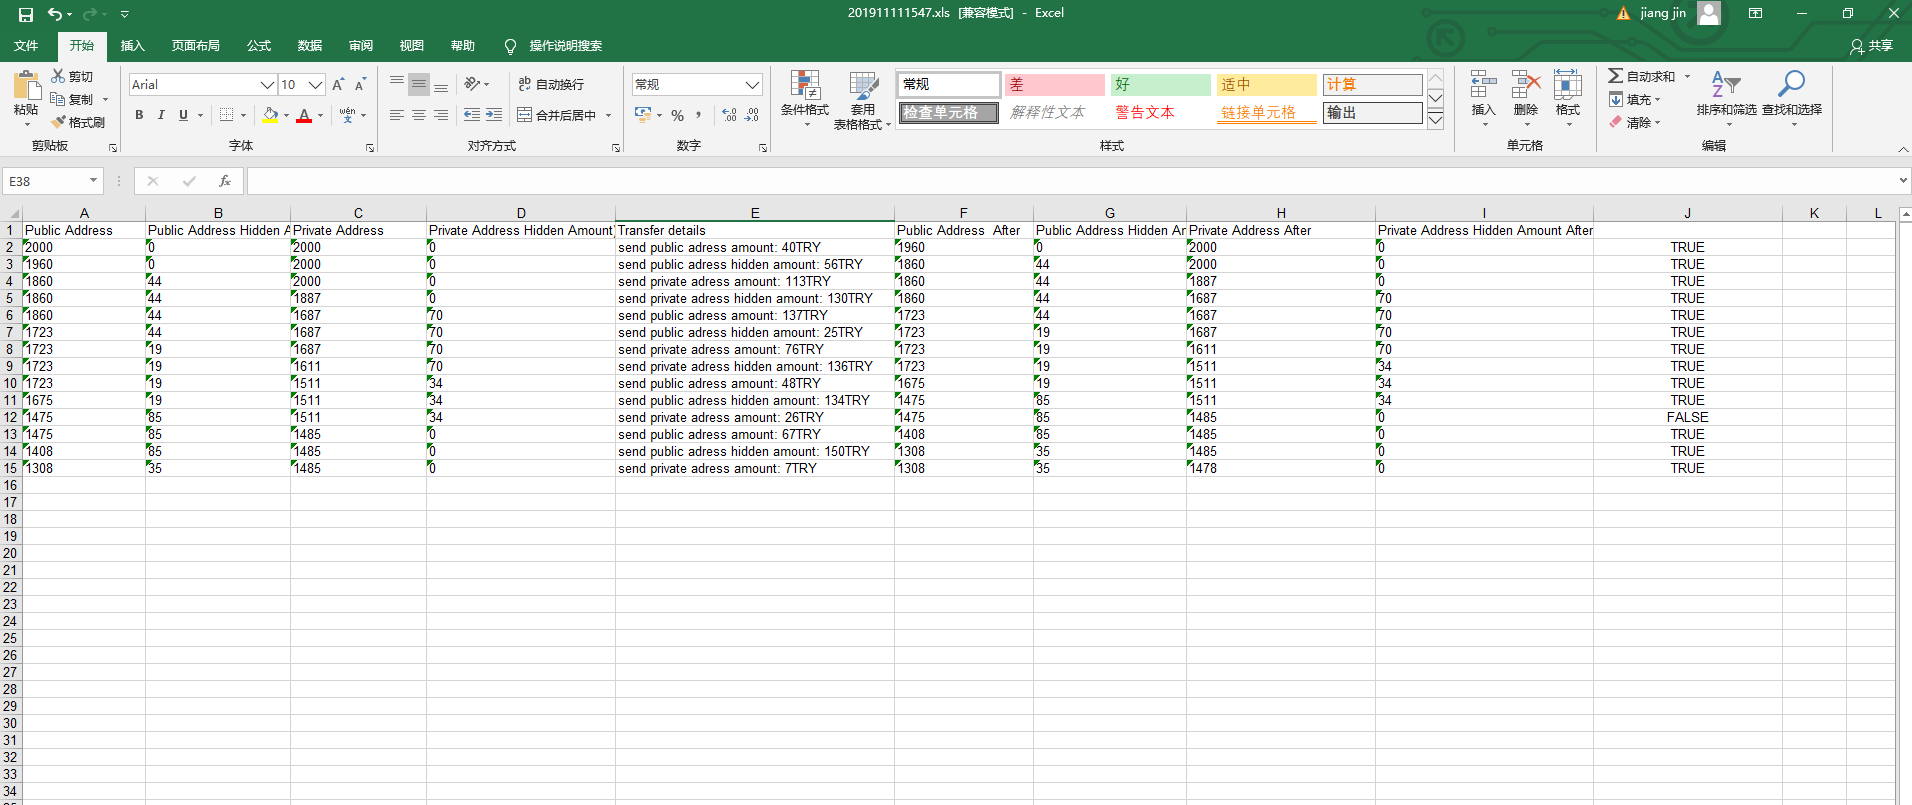 201911111547.xls [兼容模式] - Excel
jiang jin
文件 开始 插入 页面布局 公式 数据 审阅 视图 帮助 操作说明搜索 共享
粘贴 剪切 复制 格式刷 剪贴板
Arial 10 B I U A A A wén 文 字体
ab 自动换行 合并后居中 对齐方式
常规 % , 数字
条件格式 套用 表格格式
常规 差 好 适中 计算
检查单元格 解释性文本 警告文本 链接单元格 输出
样式
插入 删除 格式 单元格
自动求和 填充 清除 排序和筛选 查找和选择 编辑
E38 fx
A B C D E F G H I J K L
1 Public Address Public Address Hidden A Private Address Private Address Hidden Amount Transfer details Public Address  After Public Address Hidden Ar Private Address After Private Address Hidden Amount After
2 2000 0 2000 0 send public adress amount: 40TRY 1960 0 2000 0 TRUE
3 1960 0 2000 0 send public adress hidden amount: 56TRY 1860 44 2000 0 TRUE
4 1860 44 2000 0 send private adress amount: 113TRY 1860 44 1887 0 TRUE
5 1860 44 1887 0 send private adress hidden amount: 130TRY 1860 44 1687 70 TRUE
6 1860 44 1687 70 send public adress amount: 137TRY 1723 44 1687 70 TRUE
7 1723 44 1687 70 send public adress hidden amount: 25TRY 1723 19 1687 70 TRUE
8 1723 19 1687 70 send private adress amount: 76TRY 1723 19 1611 70 TRUE
9 1723 19 1611 70 send private adress hidden amount: 136TRY 1723 19 1511 34 TRUE
10 1723 19 1511 34 send public adress amount: 48TRY 1675 19 1511 34 TRUE
11 1675 19 1511 34 send public adress hidden amount: 134TRY 1475 85 1511 34 TRUE
12 1475 85 1511 34 send private adress amount: 26TRY 1475 85 1485 0 FALSE
13 1475 85 1485 0 send public adress amount: 67TRY 1408 85 1485 0 TRUE
14 1408 85 1485 0 send public adress hidden amount: 150TRY 1308 35 1485 0 TRUE
15 1308 35 1485 0 send private adress amount: 7TRY 1308 35 1478 0 TRUE
16
17
18
19
20
21
22
23
24
25
26
27
28
29
30
31
32
33
34